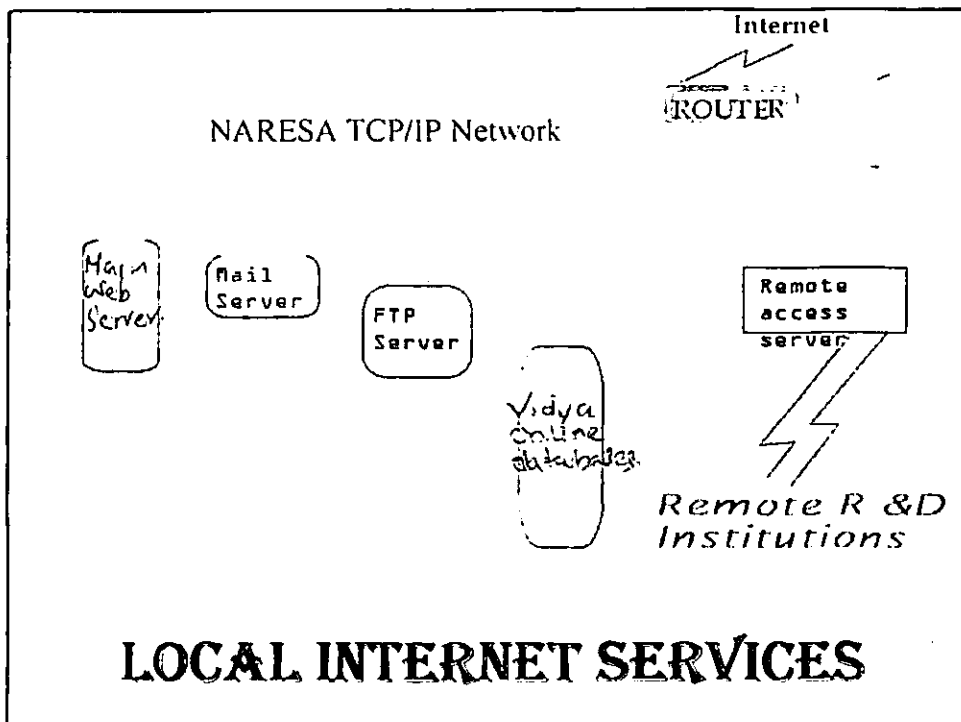 Internet
ROUTER
NARESA TCP/IP Network
Main
web
Server
Mail
Server
FTP
Server
Vidya
online
databases
Remote
access
server
Remote R &D
Institutions
LOCAL INTERNET SERVICES